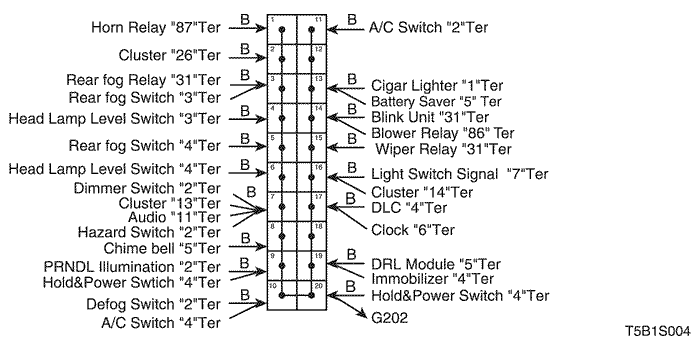 Horn Relay "87"Ter B 1 11 B A/C Switch "2"Ter
Cluster "26"Ter B 2 12
Rear fog Relay "31"Ter B 3 13 B Cigar Lighter "1"Ter
Rear fog Switch "3"Ter Battery Saver "5" Ter
Head Lamp Level Switch "3"Ter B 4 14 B Blink Unit "31"Ter
Blower Relay "86" Ter
Rear fog Switch "4"Ter B 5 15 B Wiper Relay "31"Ter
Head Lamp Level Switch "4"Ter B 6 16 B Light Switch Signal "7"Ter
Dimmer Switch "2"Ter Cluster "14"Ter
Cluster "13"Ter B 7 17 B DLC "4"Ter
Audio "11"Ter
Hazard Switch "2"Ter Clock "6"Ter
Chime bell "5"Ter B 8 18
PRNDL Illumination "2"Ter B 9 19 B DRL Module "5"Ter
Hold&Power Swtich "4"Ter Immobilizer "4"Ter
Defog Switch "2"Ter B 10 20 B Hold&Power Switch "4"Ter
A/C Switch "4"Ter G202
T5B1S004